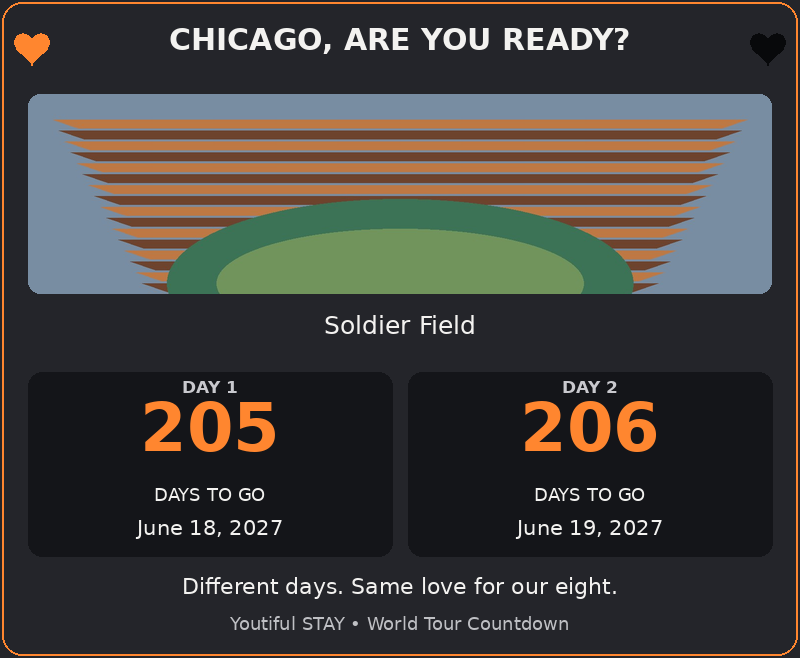 CHICAGO, ARE YOU READY?
Soldier Field
DAY 1
205
DAYS TO GO
June 18, 2027
DAY 2
206
DAYS TO GO
June 19, 2027
Different days. Same love for our eight.
Youtiful STAY • World Tour Countdown